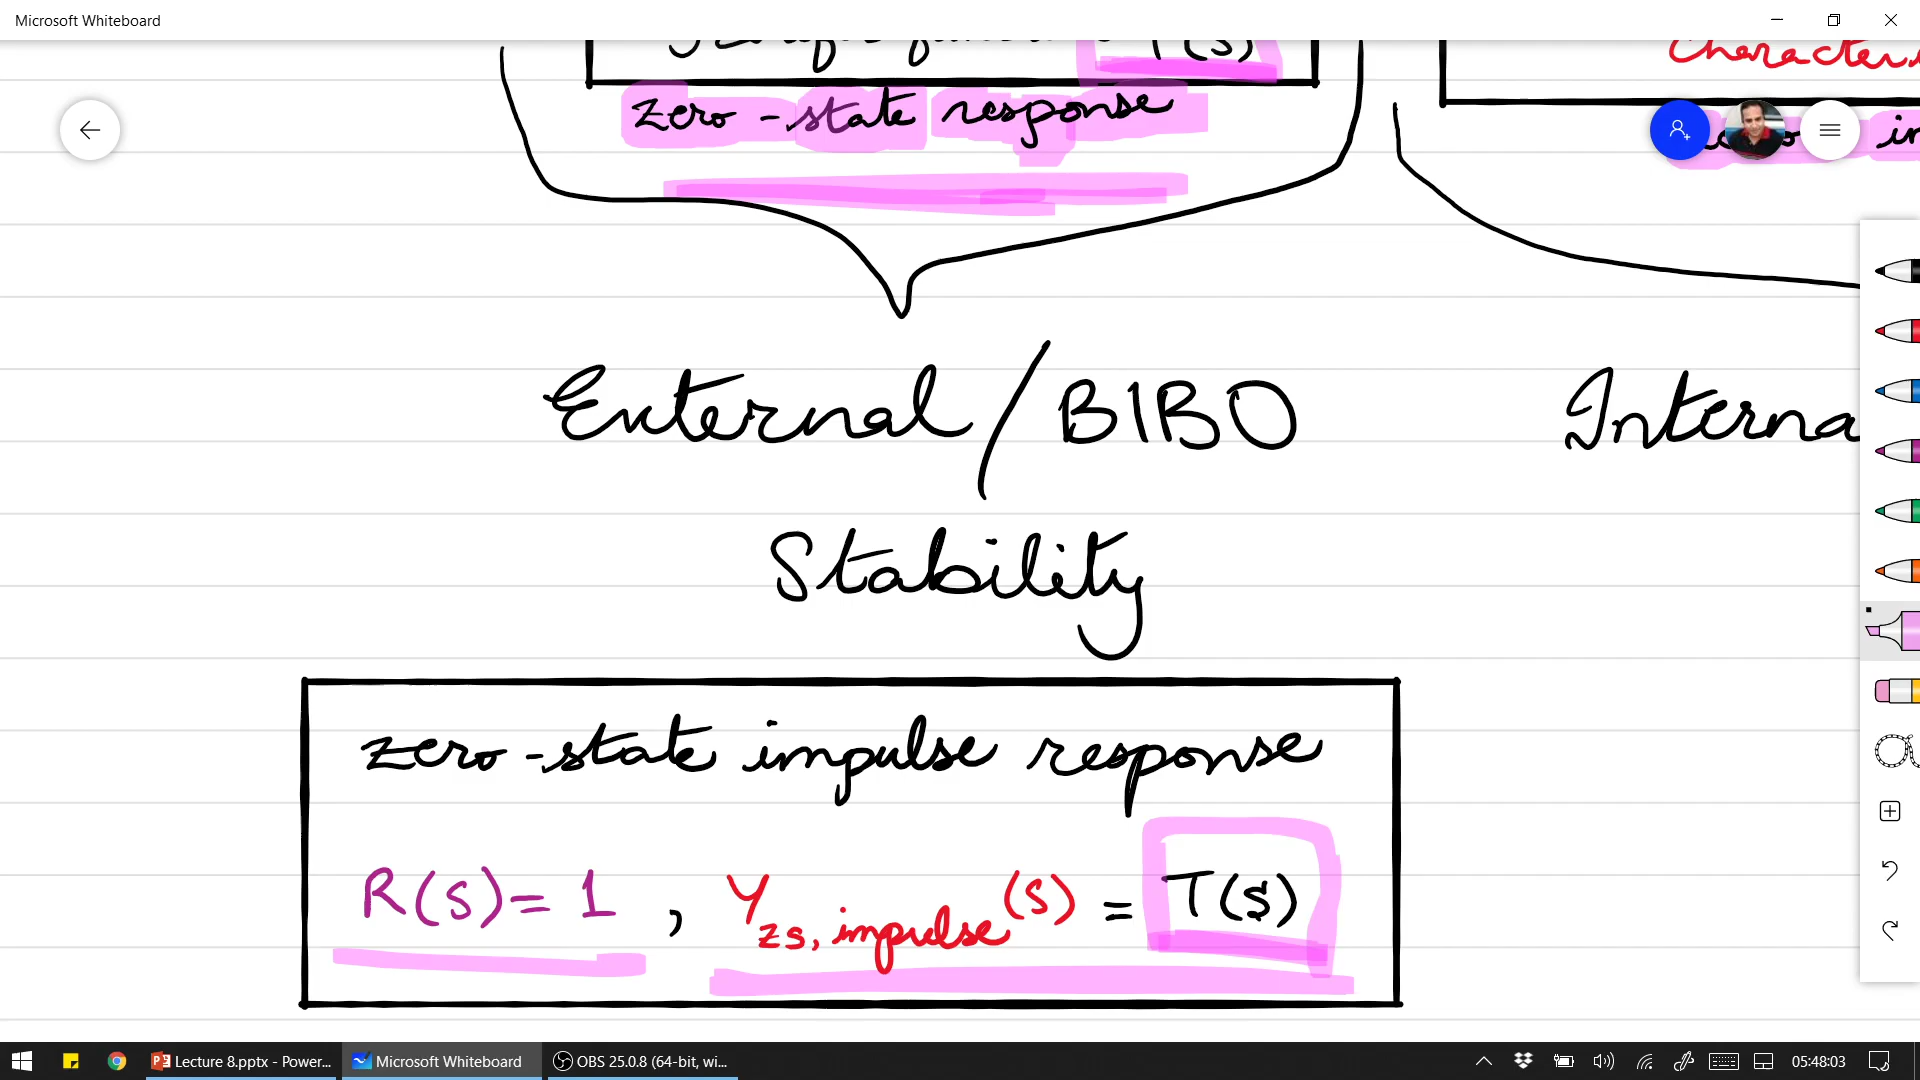 Microsoft Whiteboard
T(s)
zero-state response
External/BIBO
Interna
Stability
zero-state impulse response
R(s)=1, Y_zs,impulse(s) = T(s)
Lecture 8.pptx - Power...
Microsoft Whiteboard
OBS 25.0.8 (64-bit, wi...
05:48:03